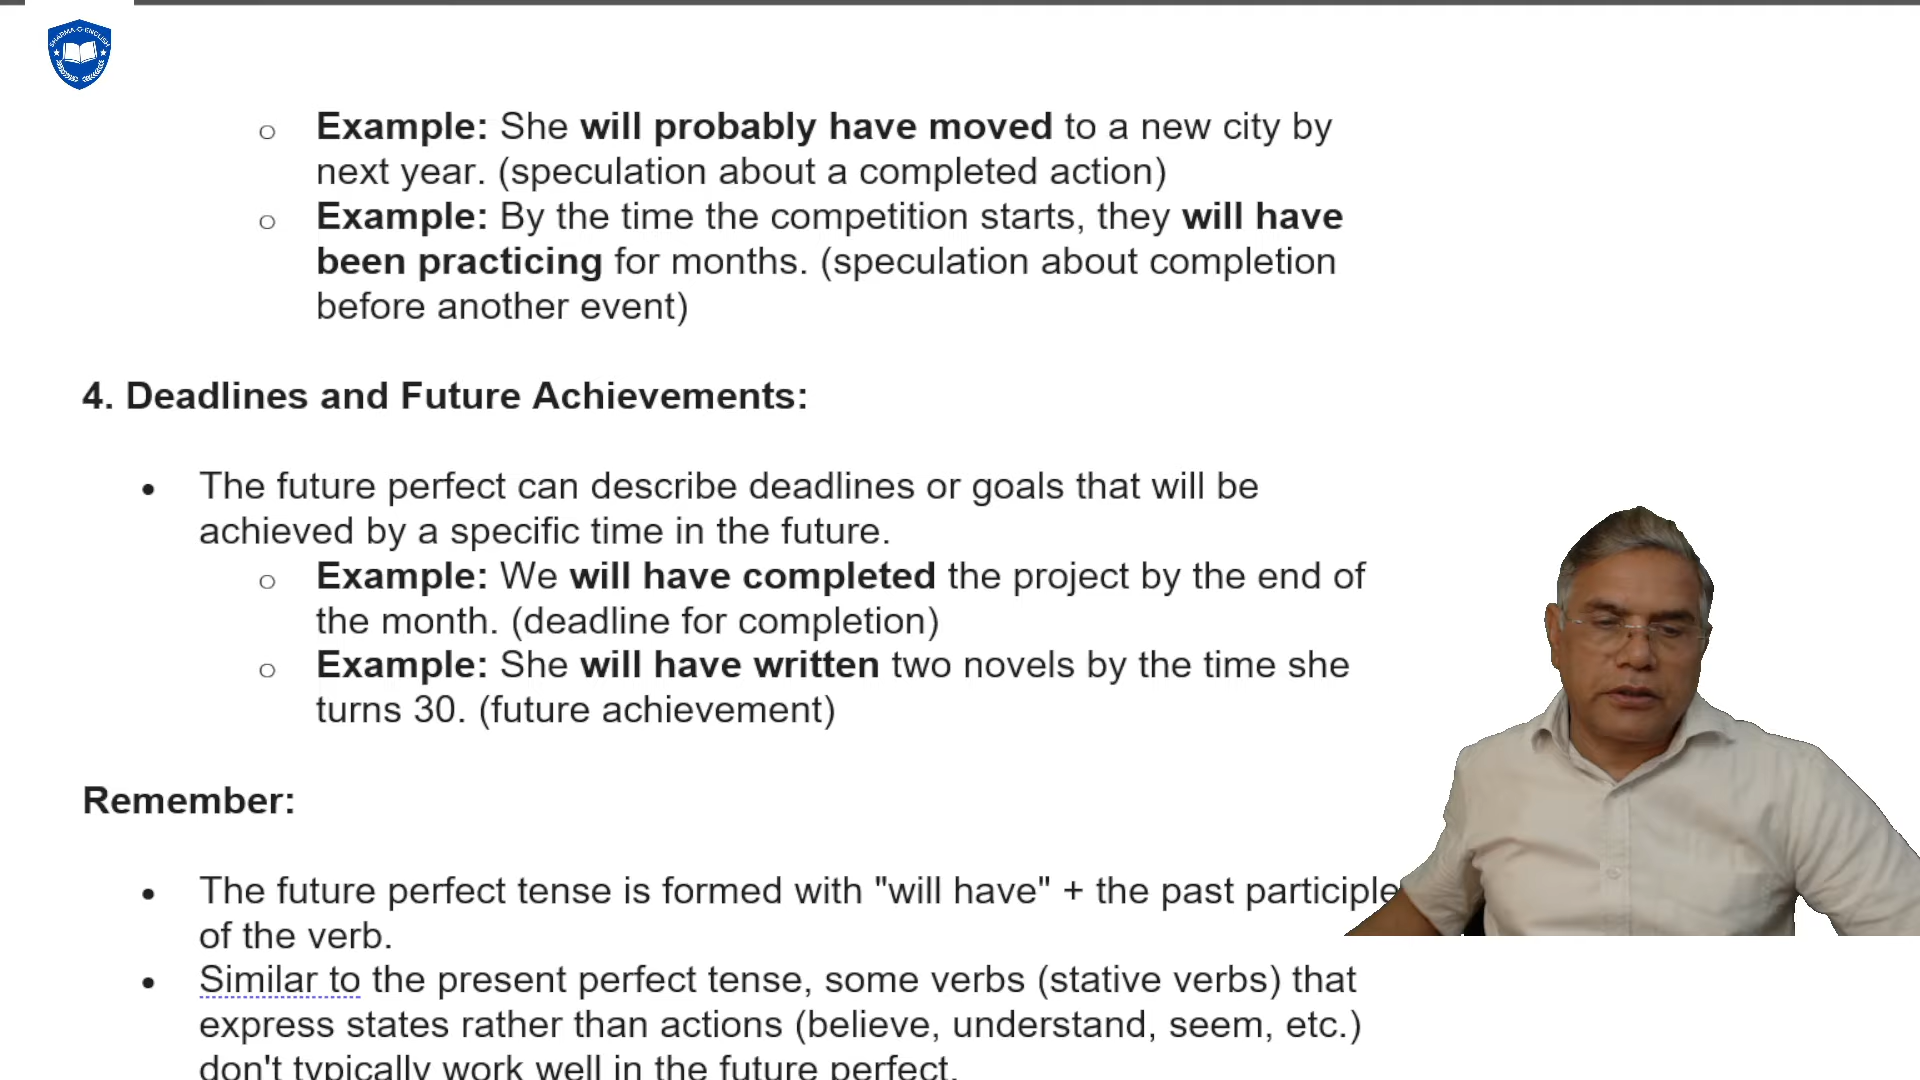 SHARMA-G-ENGLISH
Example: She will probably have moved to a new city by
next year. (speculation about a completed action)
Example: By the time the competition starts, they will have
been practicing for months. (speculation about completion
before another event)
4. Deadlines and Future Achievements:
The future perfect can describe deadlines or goals that will be
achieved by a specific time in the future.
Example: We will have completed the project by the end of
the month. (deadline for completion)
Example: She will have written two novels by the time she
turns 30. (future achievement)
Remember:
The future perfect tense is formed with "will have" + the past participle
of the verb.
Similar to the present perfect tense, some verbs (stative verbs) that
express states rather than actions (believe, understand, seem, etc.)
don't typically work well in the future perfect.